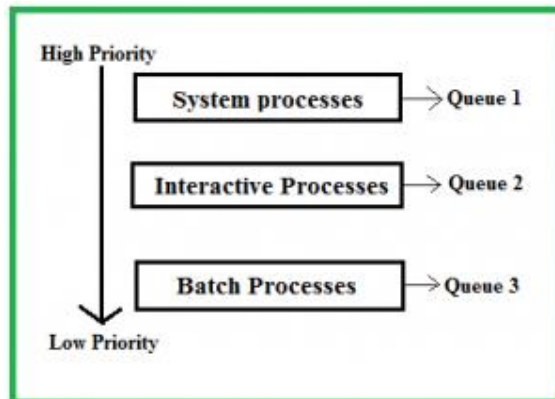 High Priority
System processes Queue 1
Interactive Processes Queue 2
Batch Processes Queue 3
Low Priority